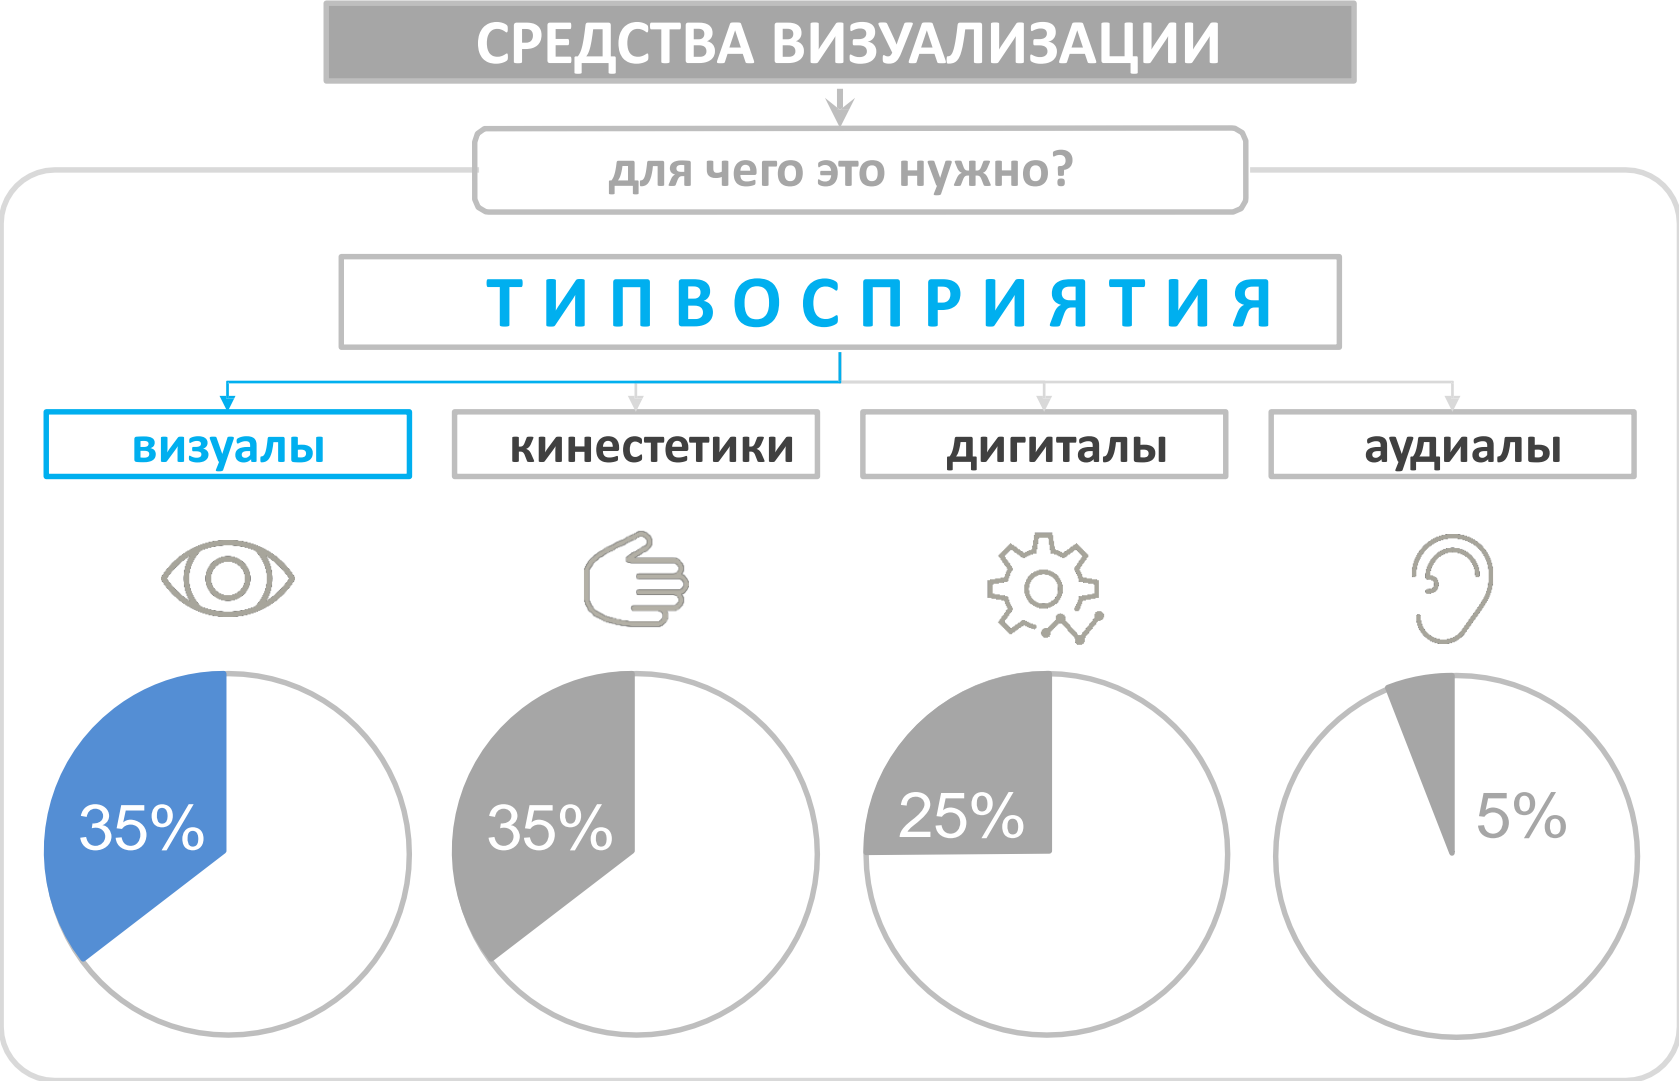 СРЕДСТВА ВИЗУАЛИЗАЦИИ
для чего это нужно?
ТИПВОСПРИЯТИЯ
визуалы кинестетики дигиталы аудиалы
35% 35% 25% 5%